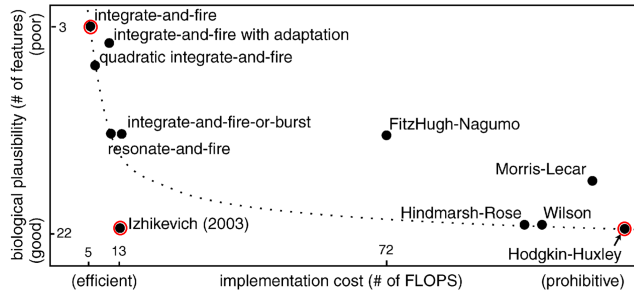 integrate-and-fire
3
integrate-and-fire with adaptation
quadratic integrate-and-fire
integrate-and-fire-or-burst
resonate-and-fire
FitzHugh-Nagumo
Morris-Lecar
Hindmarsh-Rose
Wilson
Izhikevich (2003)
Hodgkin-Huxley
22
biological plausibility (# of features)
(good)
(poor)
5
13
72
(efficient)
implementation cost (# of FLOPS)
(prohibitive)